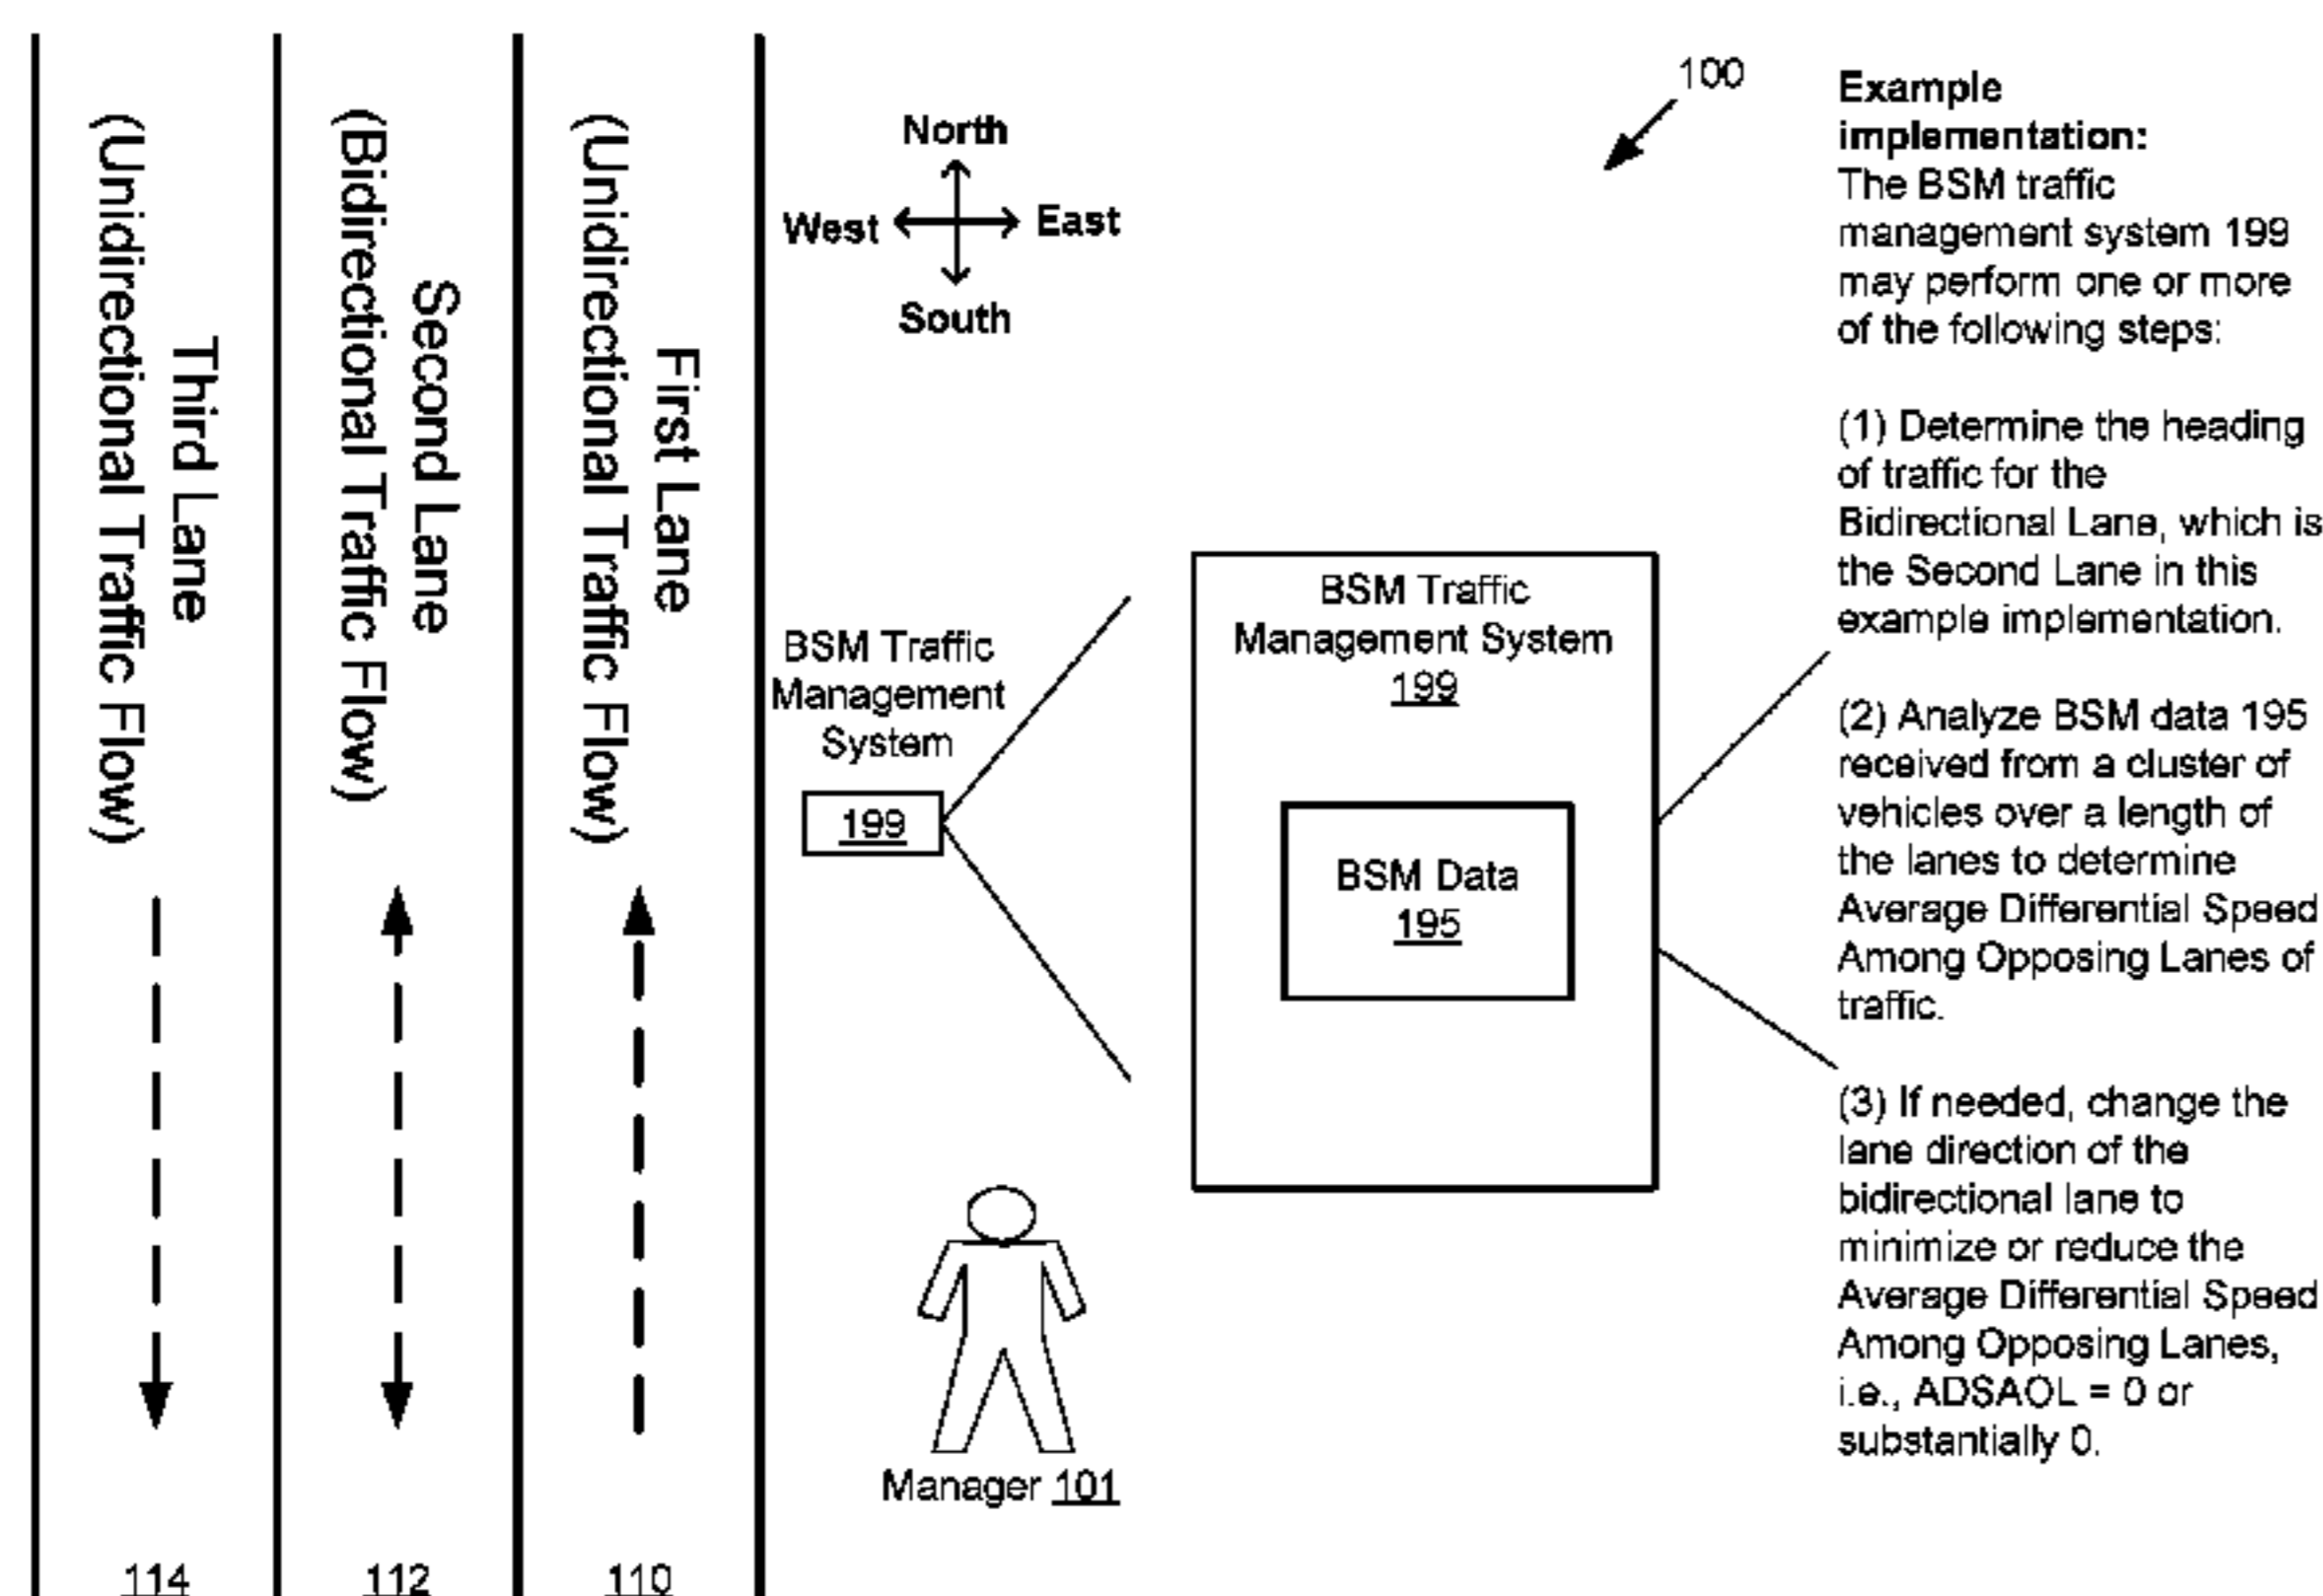 Third Lane
(Unidirectional Traffic Flow)
114
Second Lane
(Bidirectional Traffic Flow)
112
First Lane
(Unidirectional Traffic Flow)
110
North
West
East
South
BSM Traffic
Management
System
199
Manager 101
BSM Traffic
Management System
199
BSM Data
195
100
Example
implementation:
The BSM traffic
management system 199
may perform one or more
of the following steps:
(1) Determine the heading
of traffic for the
Bidirectional Lane, which is
the Second Lane in this
example implementation.
(2) Analyze BSM data 195
received from a cluster of
vehicles over a length of
the lanes to determine
Average Differential Speed
Among Opposing Lanes of
traffic.
(3) If needed, change the
lane direction of the
bidirectional lane to
minimize or reduce the
Average Differential Speed
Among Opposing Lanes,
i.e., ADSAOL = 0 or
substantially 0.